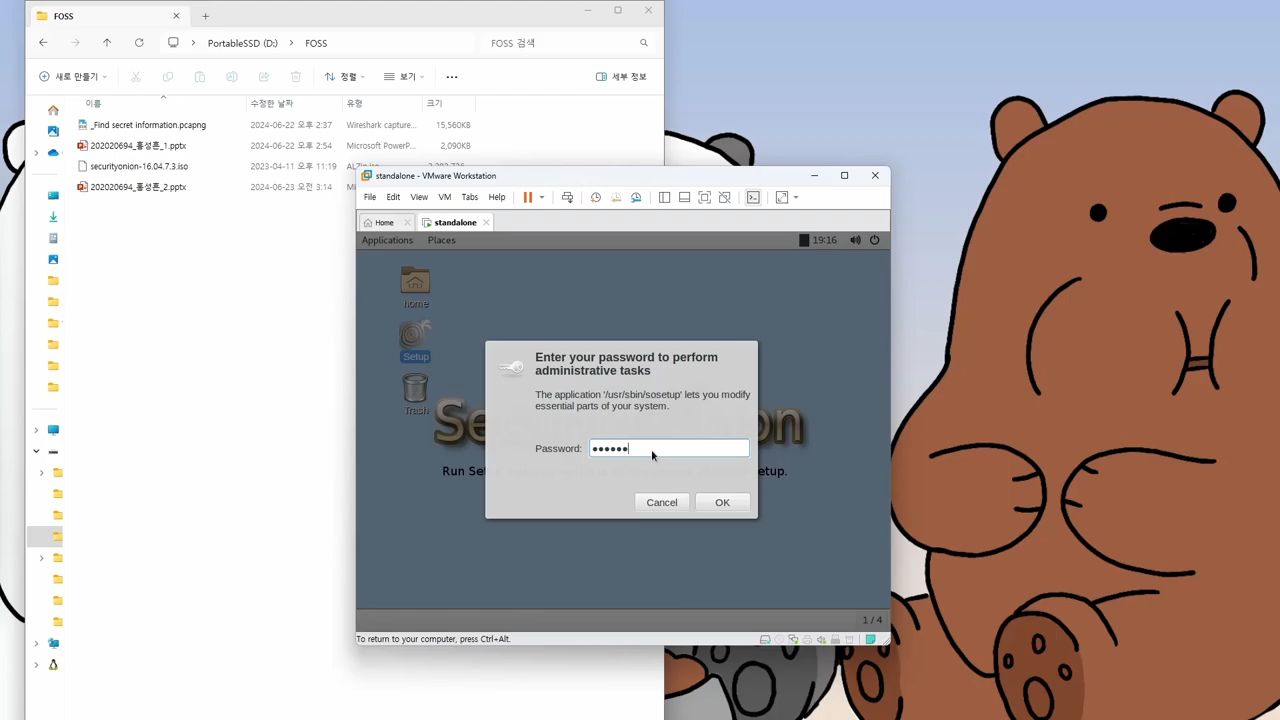 FOSS
PortableSSD (D:) FOSS FOSS 검색
새로 만들기 정렬 보기 세부 정보
이름 수정한 날짜 유형 크기
_Find secret information.pcapng 2024-06-22 오후 2:37 Wireshark capture... 15,560KB
202020694_홍성훈_1.pptx 2024-06-22 오후 2:54 Microsoft PowerP... 2,090KB
securityonion-16.04.7.3.iso 2023-04-11 오후 11:19
202020694_홍성훈_2.pptx 2024-06-23 오전 3:14
standalone - VMware Workstation
File Edit View VM Tabs Help
Home standalone
Applications Places 19:16
home
Setup
Trash
Enter your password to perform
administrative tasks
The application '/usr/sbin/sosetup' lets you modify
essential parts of your system.
Password: ●●●●●●
Cancel OK
1 / 4
To return to your computer, press Ctrl+Alt.